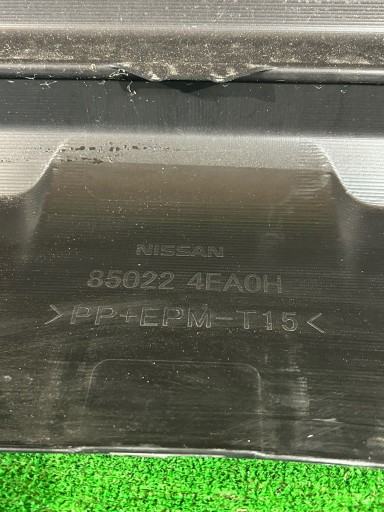 NISSAN
85022 4EA0H
>PP+EPM-T15<